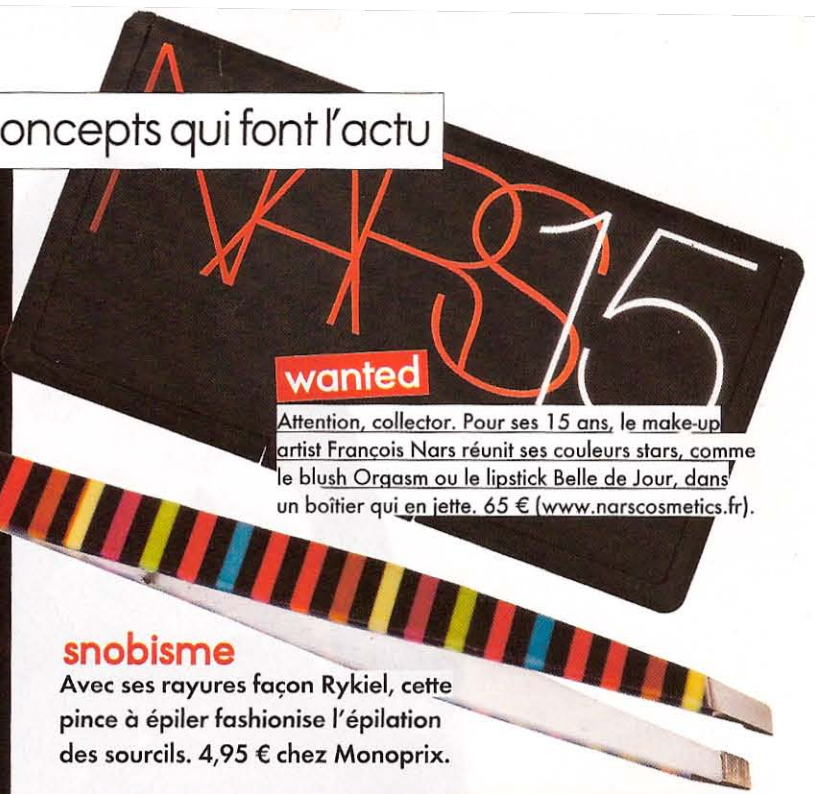 oncepts qui font l'actu
NARS15
wanted
Attention, collector. Pour ses 15 ans, le make-up
artist François Nars réunit ses couleurs stars, comme
le blush Orgasm ou le lipstick Belle de Jour, dans
un boîtier qui en jette. 65 € (www.narscosmetics.fr).
snobisme
Avec ses rayures façon Rykiel, cette
pince à épiler fashionise l'épilation
des sourcils. 4,95 € chez Monoprix.